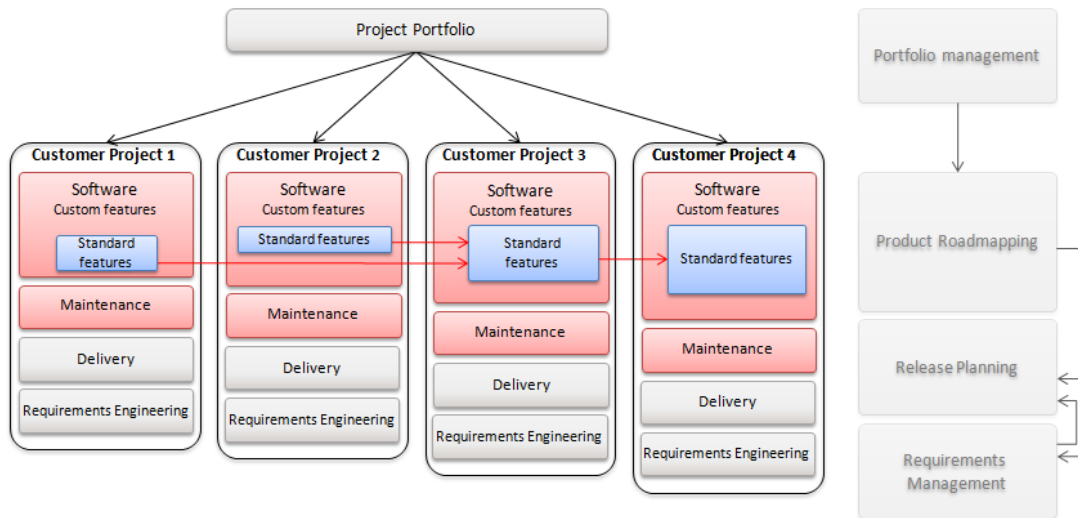 Project Portfolio
Customer Project 1
Software
Custom features
Standard
features
Maintenance
Delivery
Requirements Engineering
Customer Project 2
Software
Custom features
Standard features
Maintenance
Delivery
Requirements Engineering
Customer Project 3
Software
Custom features
Standard
features
Maintenance
Delivery
Requirements Engineering
Customer Project 4
Software
Custom features
Standard features
Maintenance
Delivery
Requirements Engineering
Portfolio management
Product Roadmapping
Release Planning
Requirements
Management